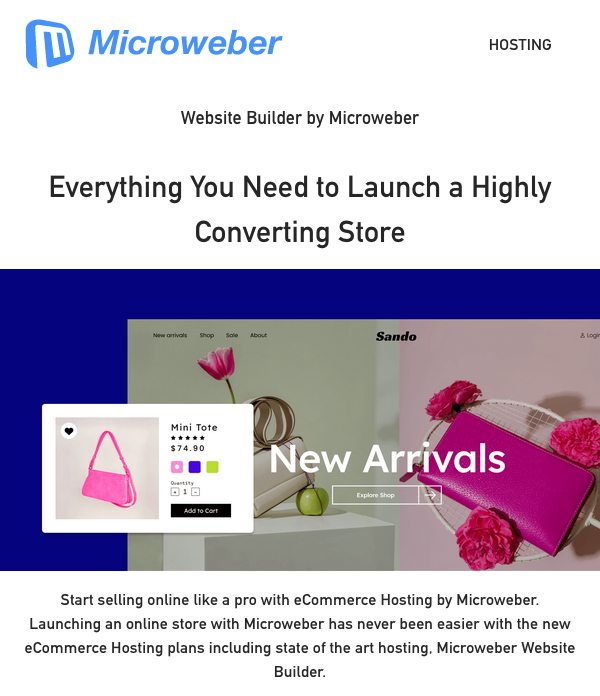 Microweber
HOSTING
Website Builder by Microweber
Everything You Need to Launch a Highly
Converting Store
New arrivals Shop Sale About
Sando
Login
Mini Tote
$74.90
Quantity
+ 1 -
Add to Cart
New Arrivals
Explore Shop
Start selling online like a pro with eCommerce Hosting by Microweber.
Launching an online store with Microweber has never been easier with the new
eCommerce Hosting plans including state of the art hosting, Microweber Website
Builder.